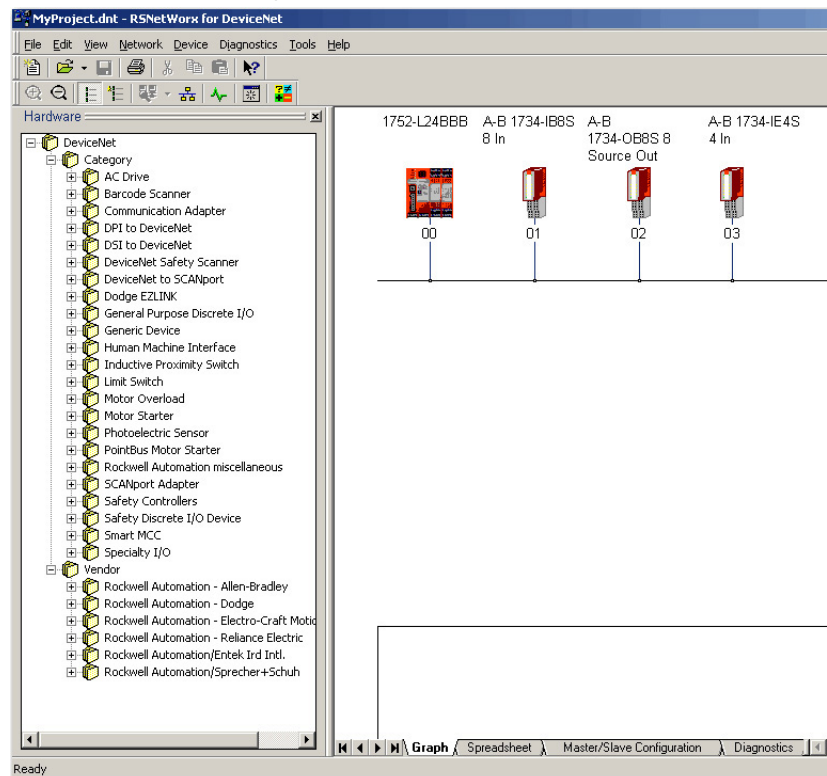 MyProject.dnt - RSNetWorx for DeviceNet
File Edit View Network Device Diagnostics Tools Help
Hardware
DeviceNet
Category
AC Drive
Barcode Scanner
Communication Adapter
DPI to DeviceNet
DSI to DeviceNet
DeviceNet Safety Scanner
DeviceNet to SCANport
Dodge EZLINK
General Purpose Discrete I/O
Generic Device
Human Machine Interface
Inductive Proximity Switch
Limit Switch
Motor Overload
Motor Starter
Photoelectric Sensor
PointBus Motor Starter
Rockwell Automation miscellaneous
SCANport Adapter
Safety Controllers
Safety Discrete I/O Device
Smart MCC
Specialty I/O
Vendor
Rockwell Automation - Allen-Bradley
Rockwell Automation - Dodge
Rockwell Automation - Electro-Craft Motic
Rockwell Automation - Reliance Electric
Rockwell Automation/Entek Ird Intl.
Rockwell Automation/Sprecher+Schuh
1752-L24BBB
A-B 1734-IB8S
8 In
A-B
1734-OB8S 8
Source Out
A-B 1734-IE4S
4 In
00
01
02
03
Graph Spreadsheet Master/Slave Configuration Diagnostics
Ready